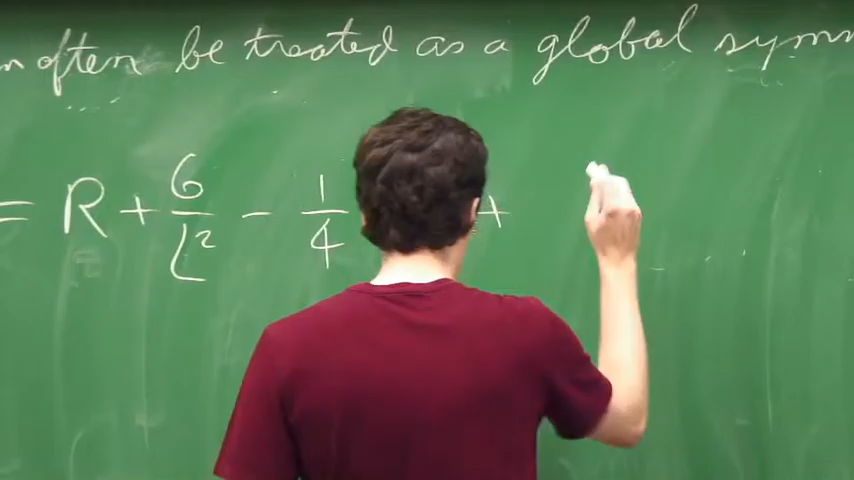 often be treated as a global
= R + 6/L² - 1/4 +